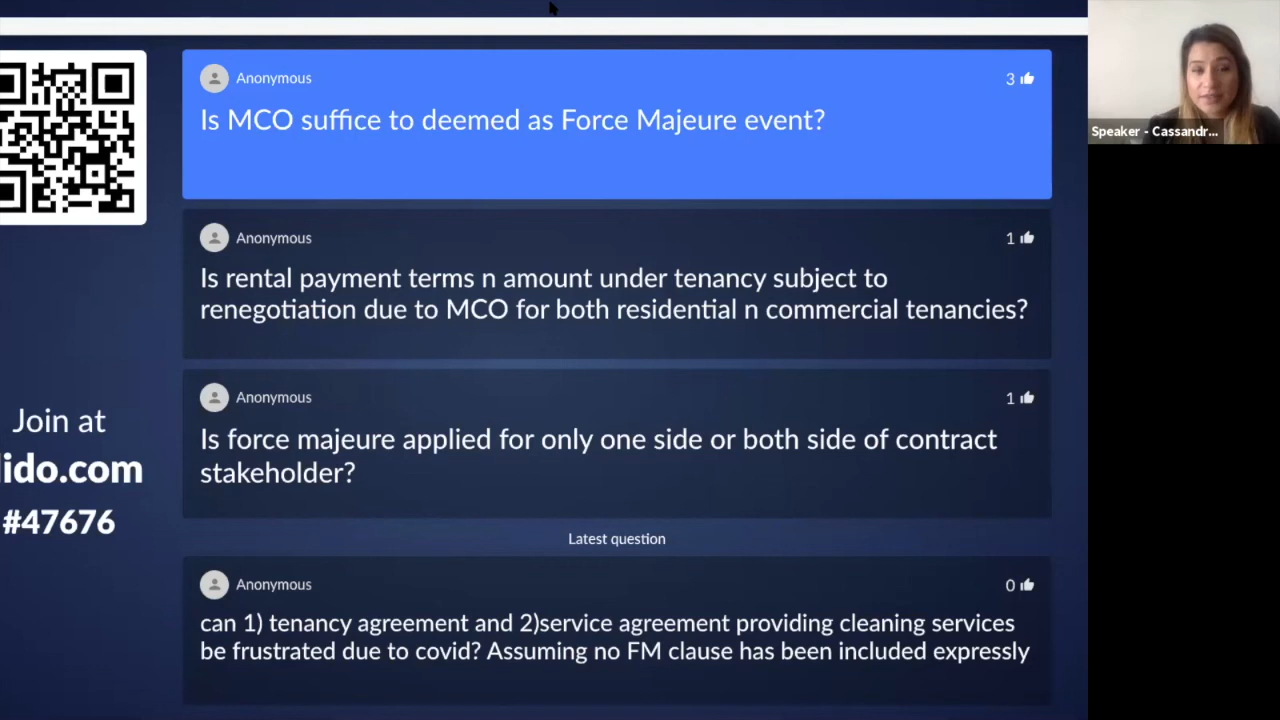 Anonymous
3
Is MCO suffice to deemed as Force Majeure event?
Speaker - Cassandr...
Anonymous
1
Is rental payment terms n amount under tenancy subject to
renegotiation due to MCO for both residential n commercial tenancies?
Anonymous
1
Is force majeure applied for only one side or both side of contract
stakeholder?
Join at
lido.com
#47676
Latest question
Anonymous
0
can 1) tenancy agreement and 2)service agreement providing cleaning services
be frustrated due to covid? Assuming no FM clause has been included expressly